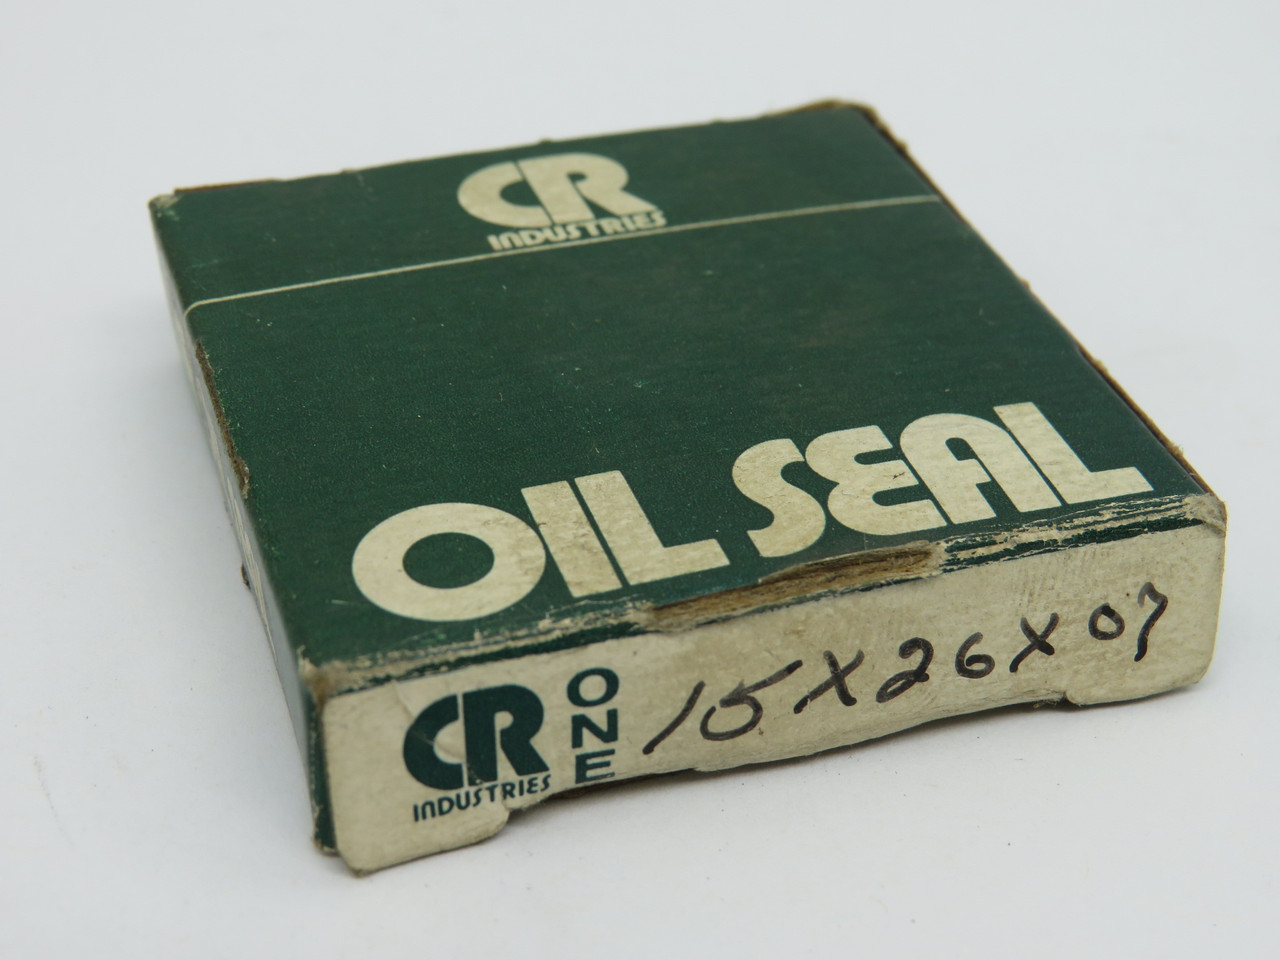 CR
INDUSTRIES
OIL SEAL
CR
INDUSTRIES
ONE
15X26X07